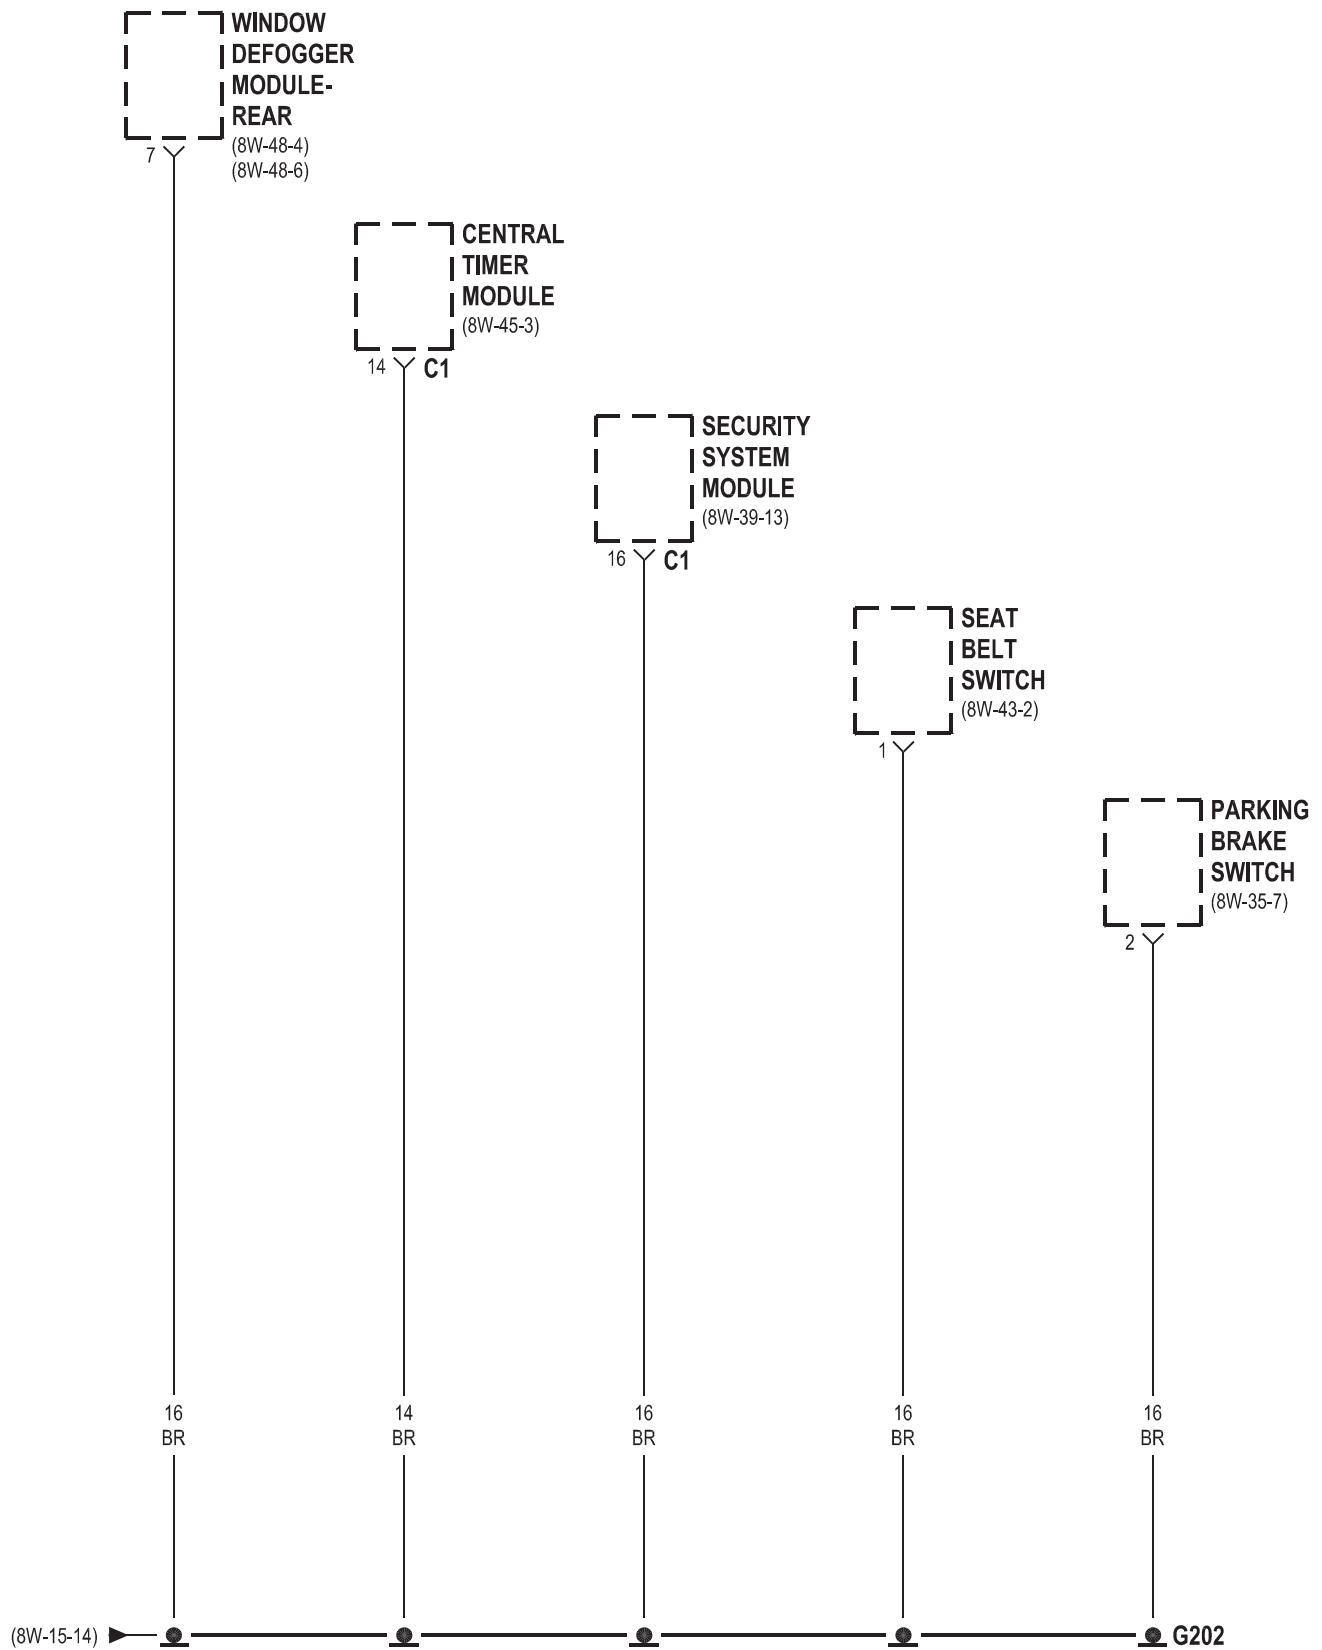 WINDOW
DEFOGGER
MODULE-
REAR
(8W-48-4)
(8W-48-6)
7
CENTRAL
TIMER
MODULE
(8W-45-3)
14 C1
SECURITY
SYSTEM
MODULE
(8W-39-13)
16 C1
SEAT
BELT
SWITCH
(8W-43-2)
1
PARKING
BRAKE
SWITCH
(8W-35-7)
2
16 14 16 16 16
BR BR BR BR BR
(8W-15-14) G202